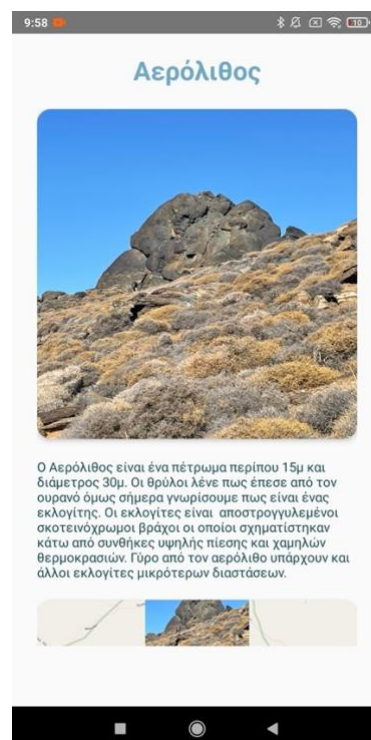 9:58
10
Αερόλιθος
Ο Αερόλιθος είναι ένα πέτρωμα περίπου 15μ και
διάμετρος 30μ. Οι θρύλοι λένε πως έπεσε από τον
ουρανό όμως σήμερα γνωρίσουμε πως είναι ένας
εκλογίτης. Οι εκλογίτες είναι  αποστρογγυλεμένοι
σκοτεινόχρωμοι βράχοι οι οποίοι σχηματίστηκαν
κάτω από συνθήκες υψηλής πίεσης και χαμηλών
θερμοκρασιών. Γύρο από τον αερόλιθο υπάρχουν και
άλλοι εκλογίτες μικρότερων διαστάσεων.